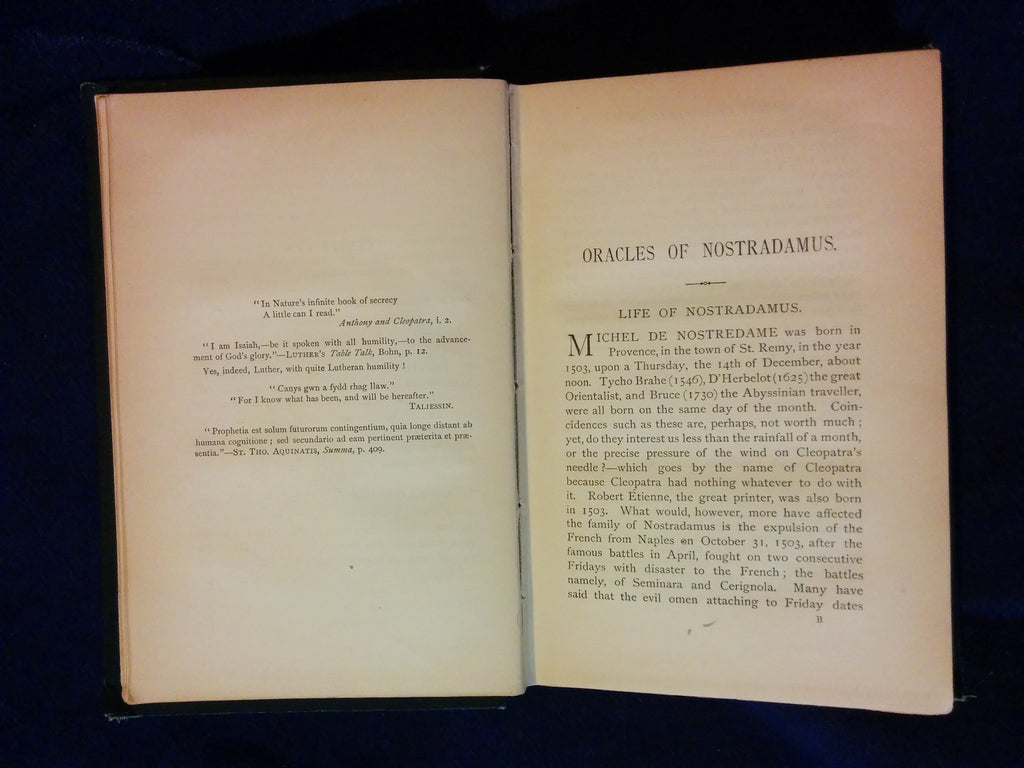 "In Nature's infinite book of secrecy
A little can I read."
Anthony and Cleopatra, i. 2.
"I am Isaiah,—be it spoken with all humility,—to the advance-
ment of God's glory."—LUTHER'S Table Talk, Bohn, p. 12.
Yes, indeed, Luther, with quite Lutheran humility !
"Canys gwn a fydd rhag llaw."
"For I know what has been, and will be hereafter."
TALIESSIN.
"Prophetia est solum futurorum contingentium, quia longe distant ab
humana cognitione ; sed secundario ad eam pertinent præterita et præ-
sentia."—ST. THO. AQUINATIS, Summa, p. 409.
ORACLES OF NOSTRADAMUS.
LIFE OF NOSTRADAMUS.
MICHEL DE NOSTREDAME was born in
Provence, in the town of St. Remy, in the year
1503, upon a Thursday, the 14th of December, about
noon. Tycho Brahe (1546), D'Herbelot (1625) the great
Orientalist, and Bruce (1730) the Abyssinian traveller,
were all born on the same day of the month. Coin-
cidences such as these are, perhaps, not worth much ;
yet, do they interest us less than the rainfall of a month,
or the precise pressure of the wind on Cleopatra's
needle ?—which goes by the name of Cleopatra
because Cleopatra had nothing whatever to do with
it. Robert Etienne, the great printer, was also born
in 1503. What would, however, more have affected
the family of Nostradamus is the expulsion of the
French from Naples on October 31, 1503, after the
famous battles in April, fought on two consecutive
Fridays with disaster to the French ; the battles
namely, of Seminara and Cerignola. Many have
said that the evil omen attaching to Friday dates
B